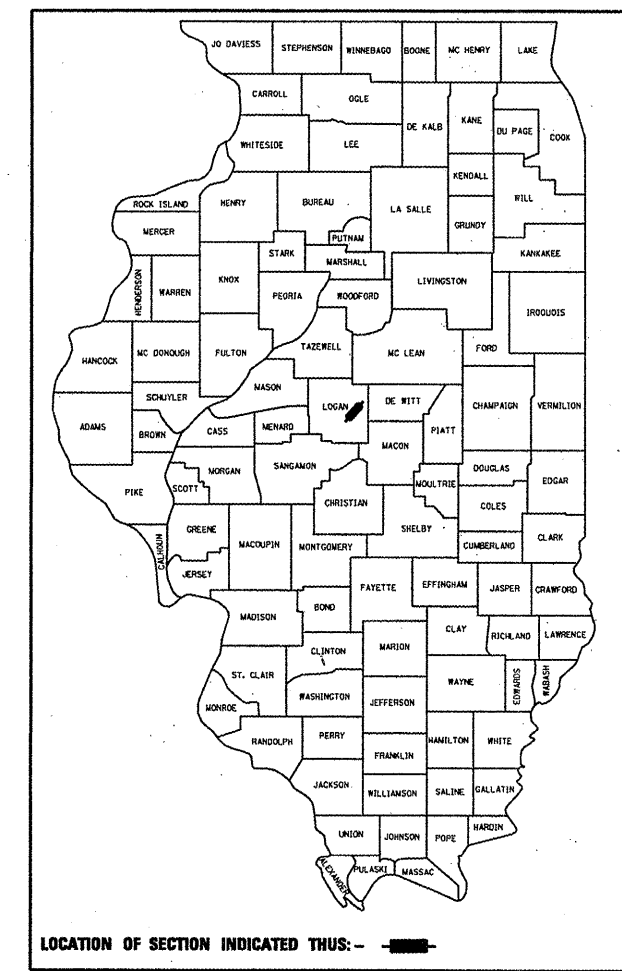 JO DAVIESS STEPHENSON WINNEBAGO BOONE MC HENRY LAKE
CARROLL OGLE DE KALB KANE DU PAGE COOK
WHITESIDE LEE
KENDALL WILL
ROCK ISLAND HENRY BUREAU LA SALLE GRUNDY
MERCER PUTNAM
STARK MARSHALL KANKAKEE
HENDERSON WARREN KNOX PEORIA WOODFORD LIVINGSTON IROQUOIS
HANCOCK MC DONOUGH FULTON TAZEWELL MC LEAN FORD
MASON
SCHUYLER LOGAN DE WITT CHAMPAIGN VERMILION
ADAMS BROWN CASS MENARD MACON PIATT
MORGAN SANGAMON DOUGLAS EDGAR
PIKE SCOTT CHRISTIAN MOULTRIE COLES
GREENE MACOUPIN MONTGOMERY SHELBY CUMBERLAND CLARK
CALHOUN JERSEY FAYETTE EFFINGHAM JASPER CRAWFORD
MADISON BOND CLAY RICHLAND LAWRENCE
CLINTON MARION
ST. CLAIR WAYNE EDWARDS WABASH
WASHINGTON JEFFERSON
MONROE
RANDOLPH PERRY HAMILTON WHITE
FRANKLIN
JACKSON WILLIAMSON SALINE GALLATIN
UNION JOHNSON POPE HARDIN
ALEXANDER PULASKI MASSAC
LOCATION OF SECTION INDICATED THUS: -